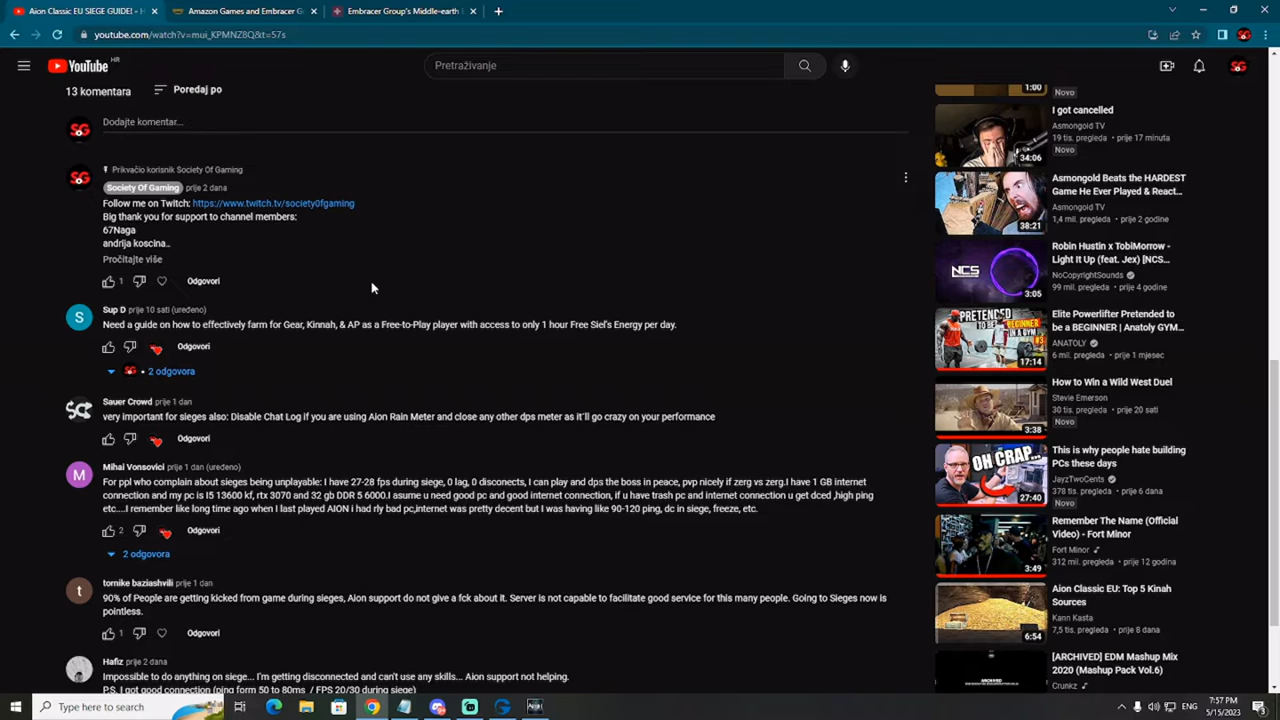 Aion Classic EU SIEGE GUIDE! - 
Amazon Games and Embracer G
Embracer Group's Middle-earth
youtube.com/watch?v=mui_KPMNZ8Q&t=57s
YouTube HR
Pretraživanje
SG
13 komentara
Poredaj po
Dodajte komentar...
Prikvačio korisnik Society Of Gaming
Society Of Gaming prije 2 dana
Follow me on Twitch: https://www.twitch.tv/society0fgaming
Big thank you for support to channel members:
67Naga
andrija koscina..
Pročitajte više
1 Odgovori
Sup D prije 10 sati (uređeno)
Need a guide on how to effectively farm for Gear, Kinnah, & AP as a Free-to-Play player with access to only 1 hour Free Siel's Energy per day.
Odgovori
2 odgovora
Sauer Crowd prije 1 dan
very important for sieges also: Disable Chat Log if you are using Aion Rain Meter and close any other dps meter as it´ll go crazy on your performance
Odgovori
Mihai Vonsovici prije 1 dan (uređeno)
For ppl who complain about sieges being unplayable: I have 27-28 fps during siege, 0 lag, 0 disconects, I can play and dps the boss in peace, pvp nicely if zerg vs zerg.I have 1 GB internet
connection and my pc is I5 13600 kf, rtx 3070 and 32 gb DDR 5 6000.I asume u need good pc and good internet connection, if u have trash pc and internet connection u get dced ,high ping
etc....I remember like long time ago when I last played AION i had rly bad pc,internet was pretty decent but I was having like 90-120 ping, dc in siege, freeze, etc.
2 Odgovori
2 odgovora
tornike baziashvili prije 1 dan
90% of People are getting kicked from game during sieges, Aion support do not give a fck about it. Server is not capable to facilitate good service for this many people. Going to Sieges now is
pointless.
1 Odgovori
Hafiz prije 2 dana
Impossible to do anything on siege... I'm getting disconnected and can't use any skills... Aion support not helping.
P.S. I got good connection (ping form 50 to 80ms / FPS 20/30 during siege)
1:00
Novo
I got cancelled
Asmongold TV
19 tis. pregleda • prije 17 minuta
Novo
34:06
Asmongold Beats the HARDEST
Game He Ever Played & React...
Asmongold TV
1,4 mil. pregleda • prije 2 godine
38:21
Robin Hustin x TobiMorrow -
Light It Up (feat. Jex) [NCS
NoCopyrightSounds
99 mil. pregleda • prije 4 godine
NCS
3:05
Elite Powerlifter Pretended to
be a BEGINNER | Anatoly GYM...
ANATOLY
6 mil. pregleda • prije 1 mjesec
PRETENDED
TO BE A BEGINNER
IN A GYM
#3
17:14
How to Win a Wild West Duel
Stevie Emerson
30 tis. pregleda • prije 20 sati
Novo
3:38
This is why people hate building
PCs these days
JayzTwoCents
378 tis. pregleda • prije 6 dana
Novo
OH CRAP...
27:40
Remember The Name (Official
Video) - Fort Minor
Fort Minor
312 mil. pregleda • prije 12 godina
3:49
Aion Classic EU: Top 5 Kinah
Sources
Kann Kasta
7,5 tis. pregleda • prije 8 dana
6:54
[ARCHIVED] EDM Mashup Mix
2020 (Mashup Pack Vol.6)
Crunkz
ARCHIVED
Type here to search
ENG
7:57 PM
5/15/2023
3